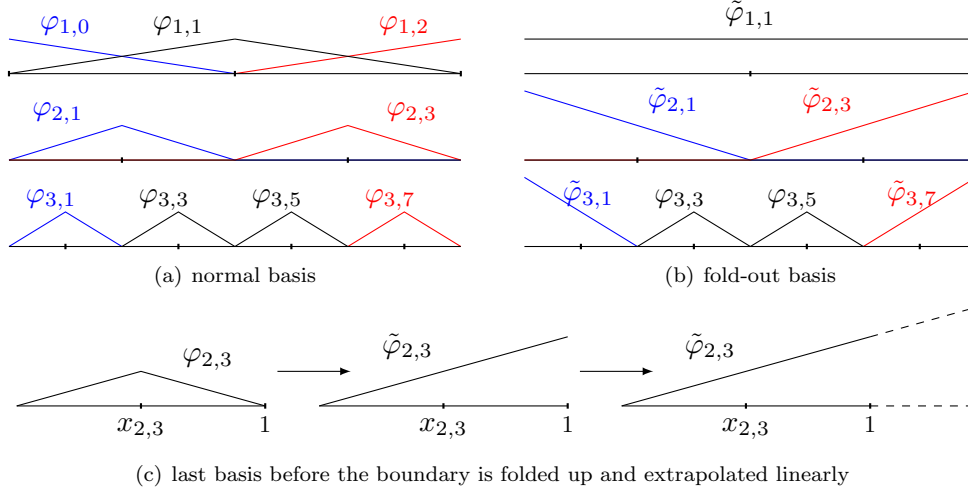 φ1,0 φ1,1 φ1,2
φ2,1 φ2,3
φ3,1 φ3,3 φ3,5 φ3,7
(a) normal basis
φ̃1,1
φ̃2,1 φ̃2,3
φ̃3,1 φ3,3 φ3,5 φ̃3,7
(b) fold-out basis
φ2,3 φ̃2,3 φ̃2,3
x2,3 1 x2,3 1 x2,3 1
(c) last basis before the boundary is folded up and extrapolated linearly